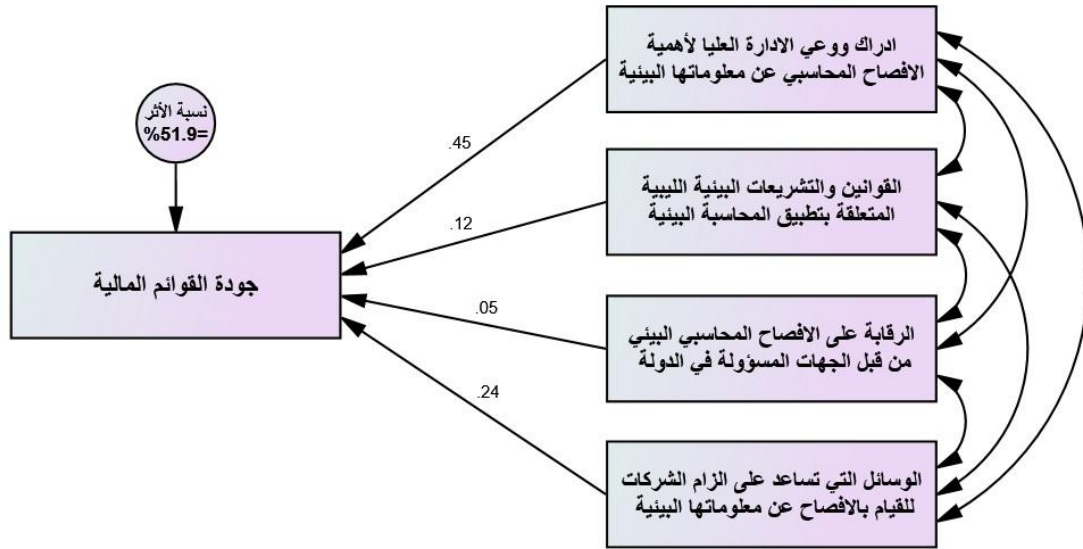 ادراك ووعي الادارة العليا لأهمية
الافصاح المحاسبي عن معلوماتها البيئية
نسبة الأثر
%51.9=
.45
القوانين والتشريعات البيئية الليبية
المتعلقة بتطبيق المحاسبة البيئية
.12
جودة القوائم المالية
الرقابة على الافصاح المحاسبي البيئي
من قبل الجهات المسؤولة في الدولة
.05
.24
الوسائل التي تساعد على الزام الشركات
للقيام بالافصاح عن معلوماتها البيئية